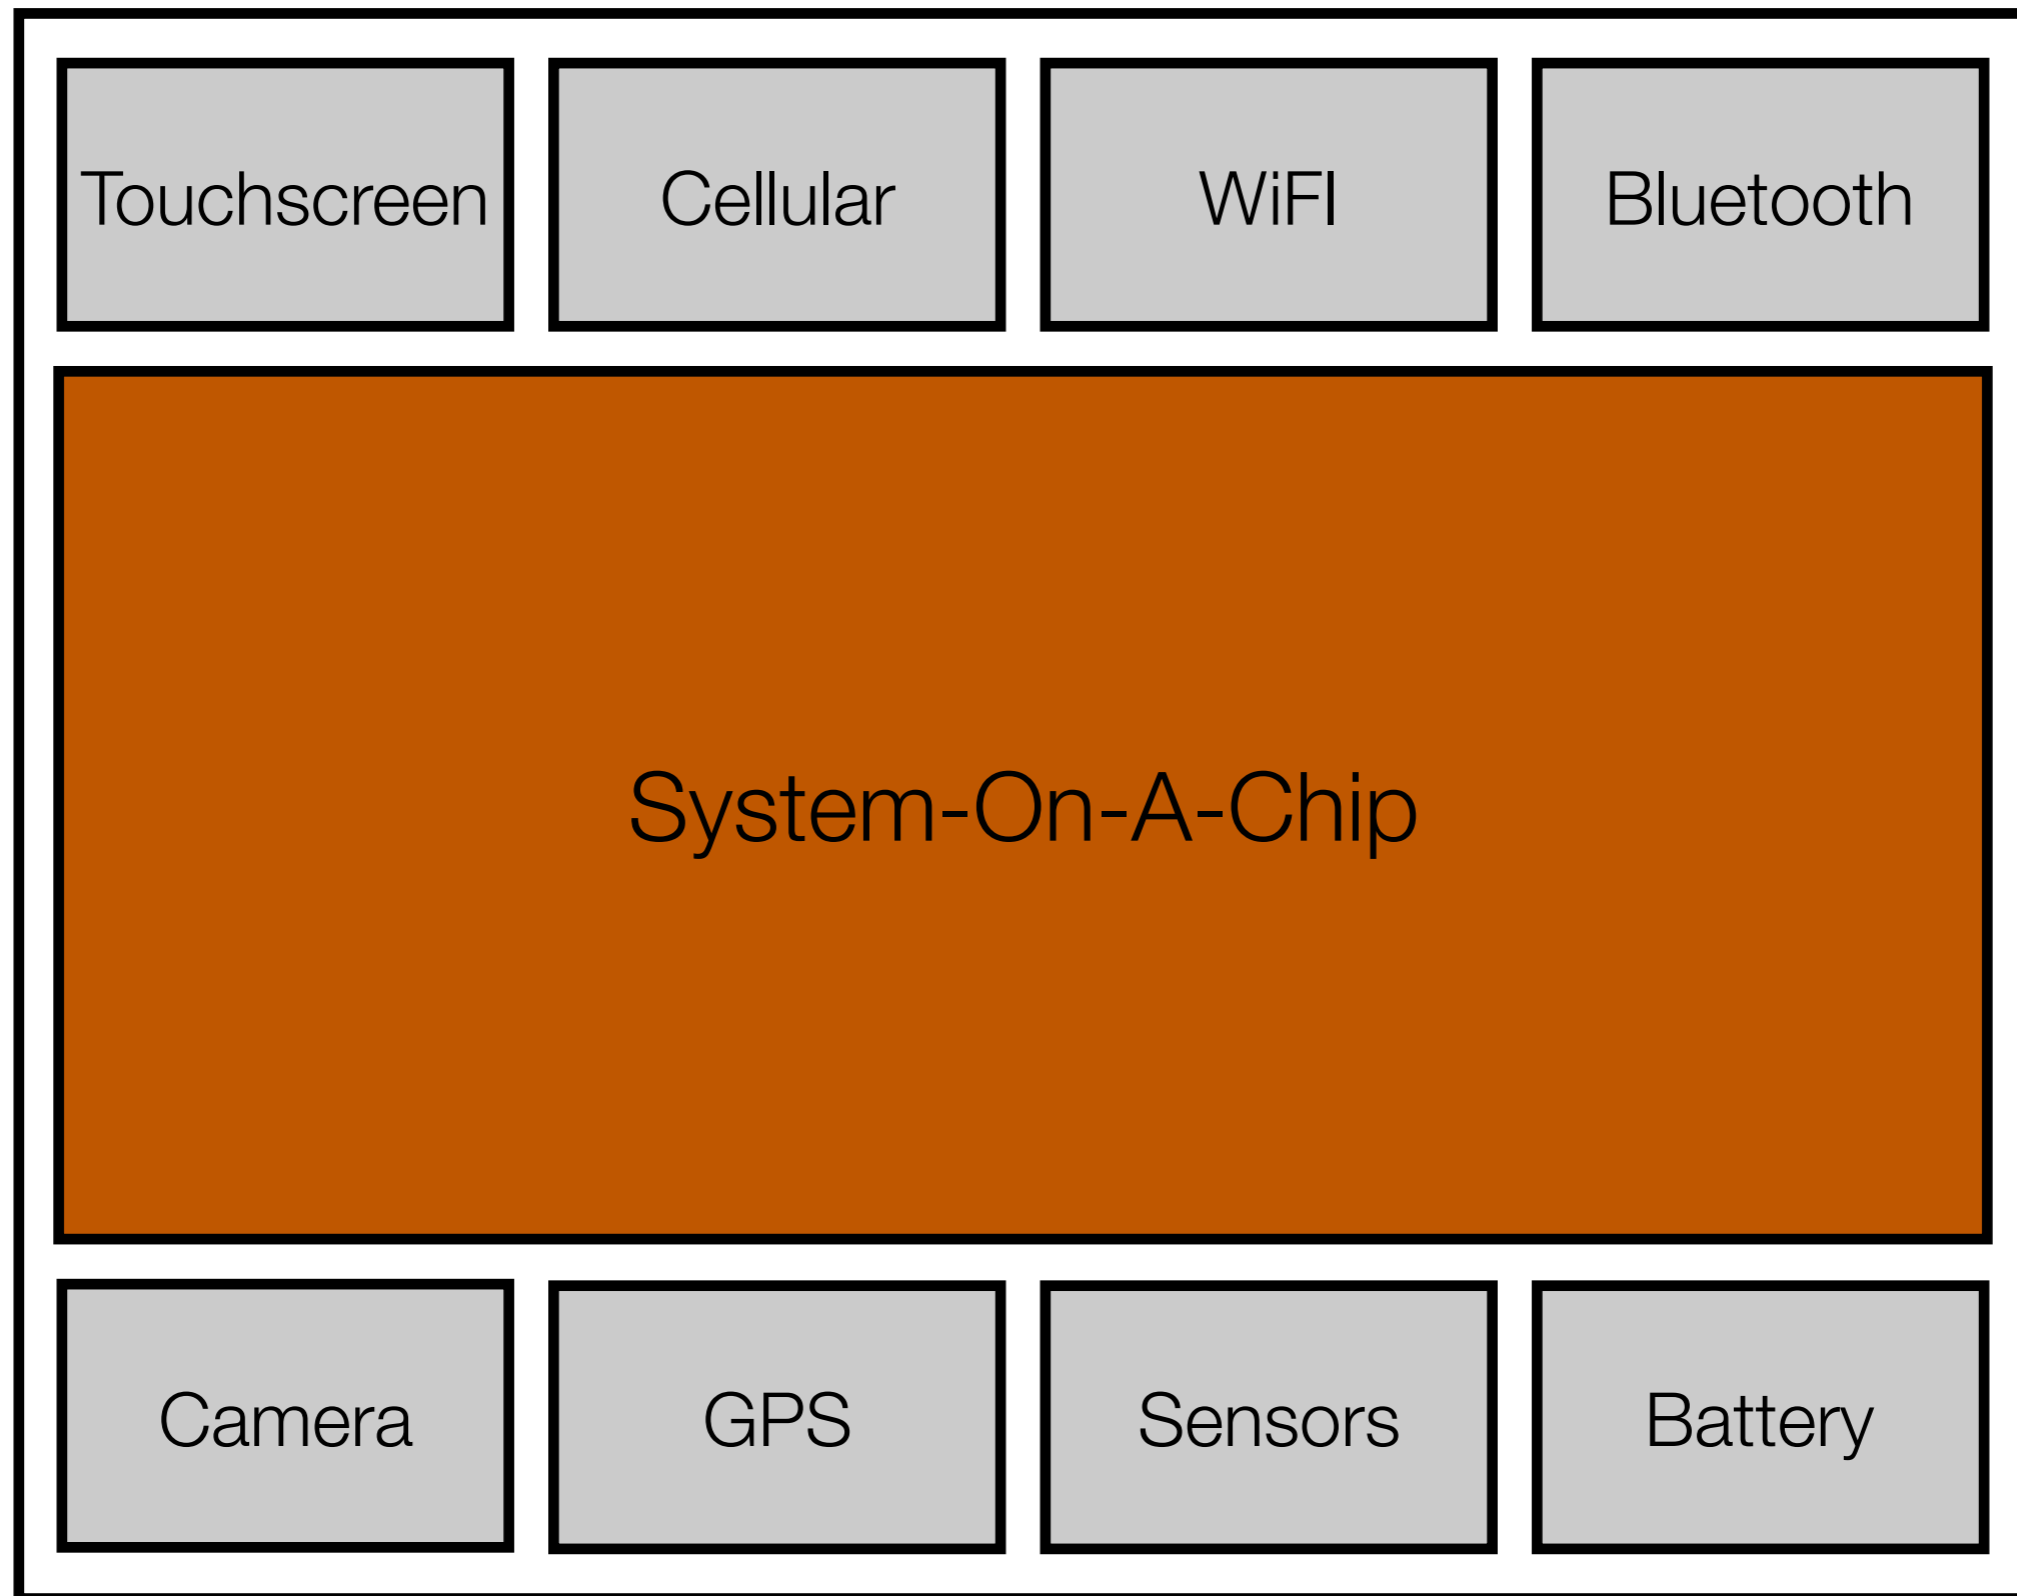 Touchscreen
Cellular
WiFI
Bluetooth
System-On-A-Chip
Camera
GPS
Sensors
Battery